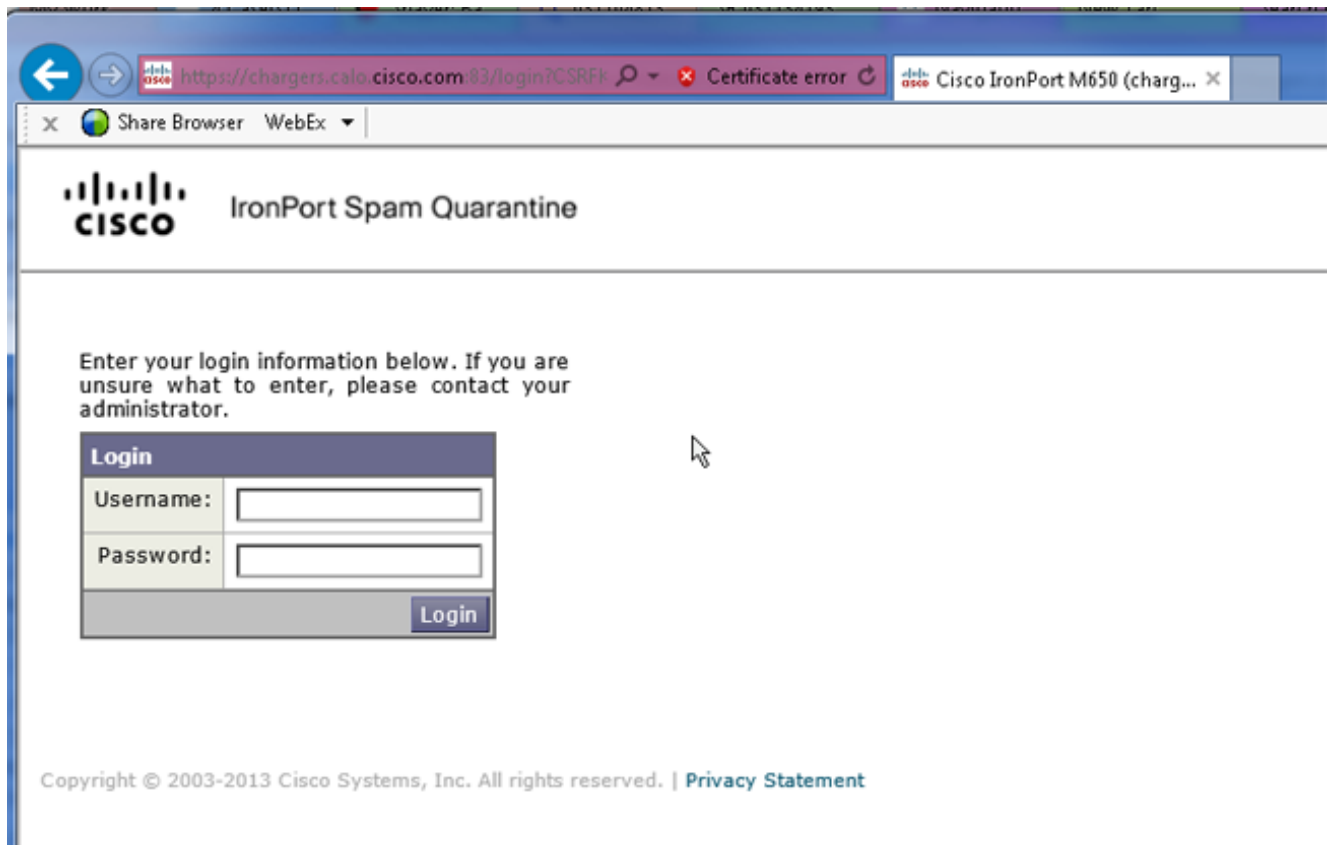 https://chargers.calo.cisco.com:83/login?CSRFk
Certificate error
Cisco IronPort M650 (charg...
Share Browser WebEx
CISCO
IronPort Spam Quarantine
Enter your login information below. If you are
unsure what to enter, please contact your
administrator.
Login
Username:
Password:
Login
Copyright © 2003-2013 Cisco Systems, Inc. All rights reserved. | Privacy Statement